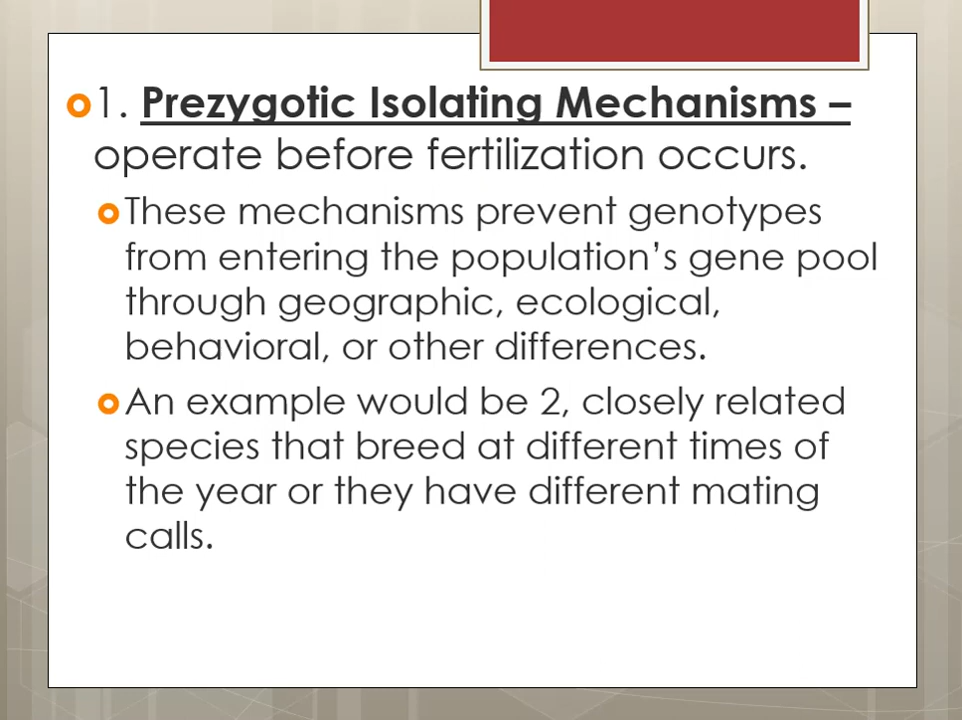 1. Prezygotic Isolating Mechanisms –
operate before fertilization occurs.
These mechanisms prevent genotypes
from entering the population's gene pool
through geographic, ecological,
behavioral, or other differences.
An example would be 2, closely related
species that breed at different times of
the year or they have different mating
calls.